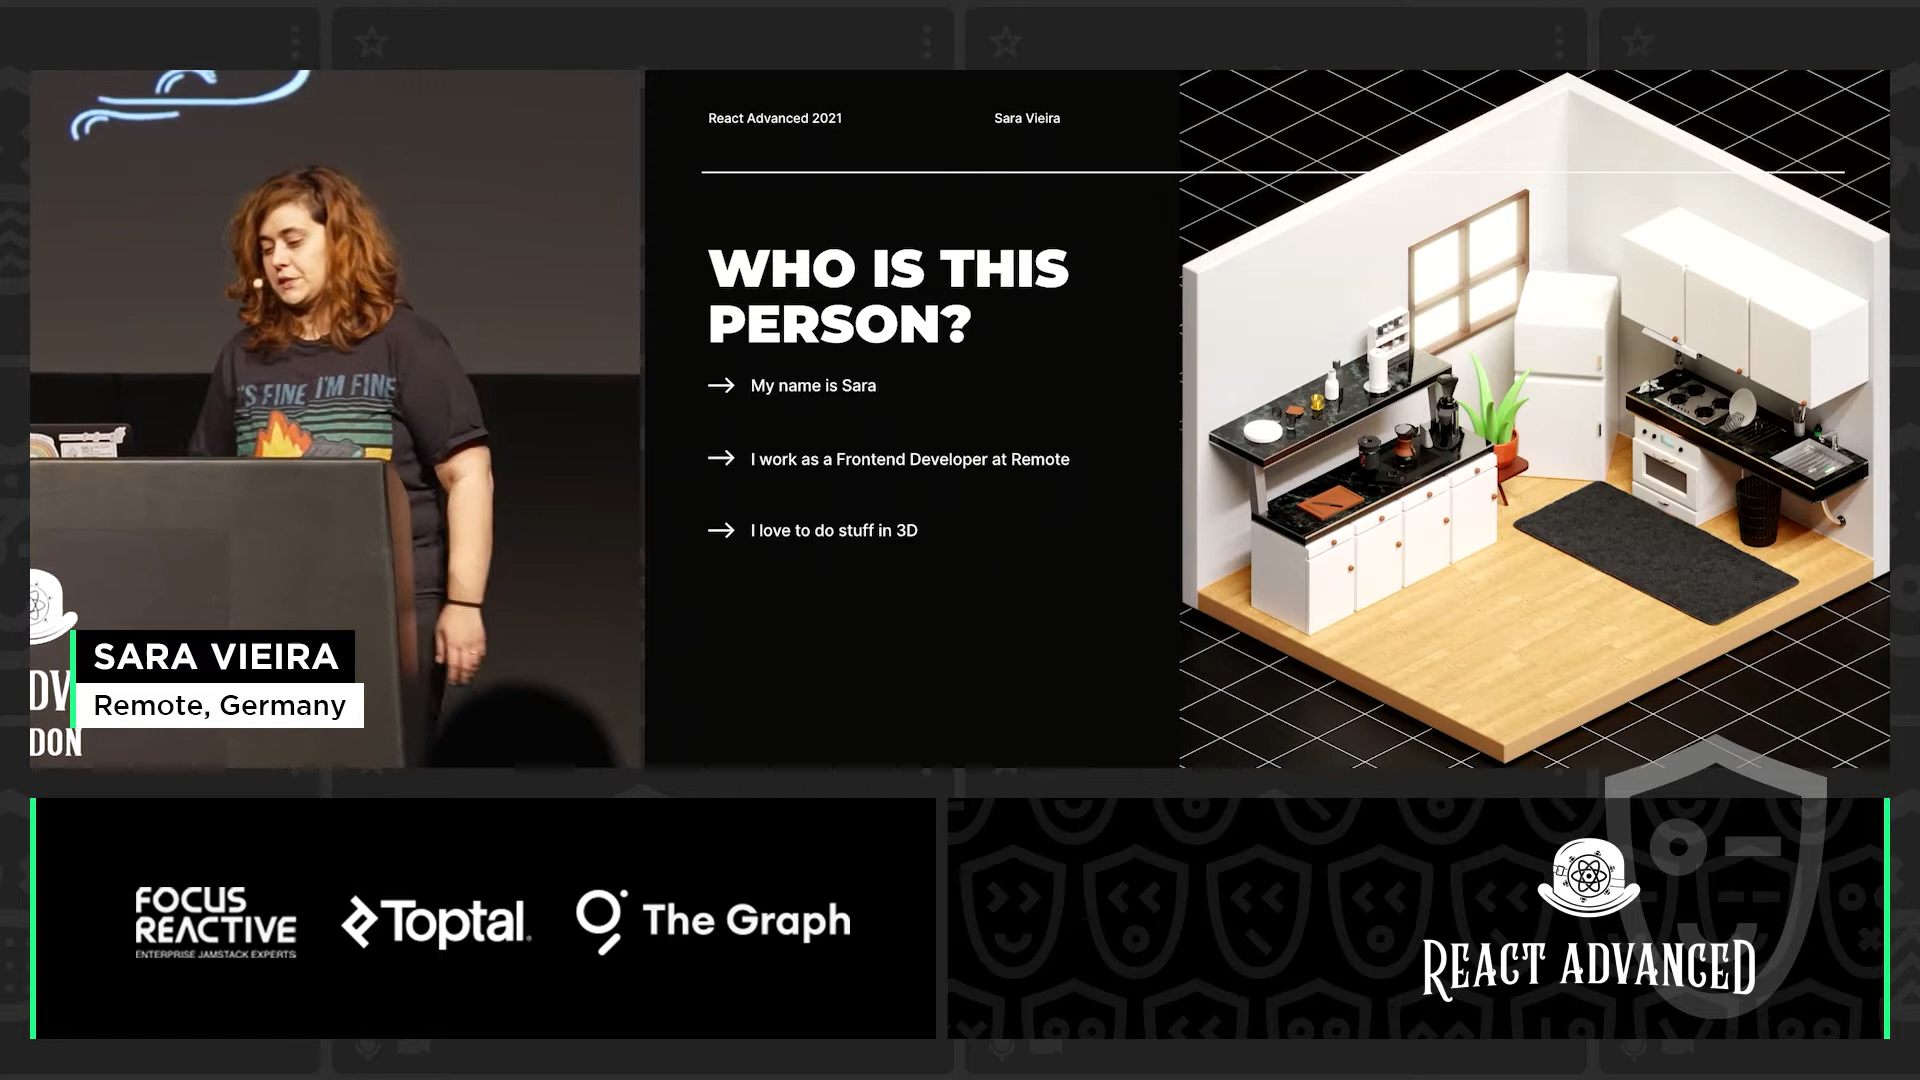 React Advanced 2021
Sara Vieira
WHO IS THIS
PERSON?
My name is Sara
I work as a Frontend Developer at Remote
I love to do stuff in 3D
'S FINE I'M FINE
SARA VIEIRA
Remote, Germany
DV
DON
FOCUS
REACTIVE
ENTERPRISE JAMSTACK EXPERTS
Toptal
The Graph
REACT ADVANCED